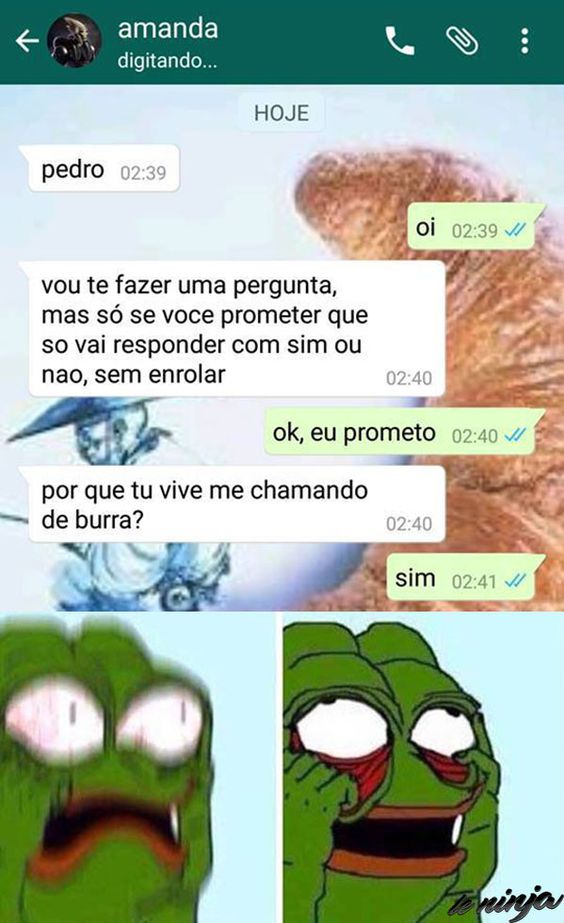 amanda
digitando...
HOJE
pedro 02:39
oi 02:39
vou te fazer uma pergunta,
mas só se voce prometer que
so vai responder com sim ou
nao, sem enrolar 02:40
ok, eu prometo 02:40
por que tu vive me chamando
de burra? 02:40
sim 02:41
le ninja